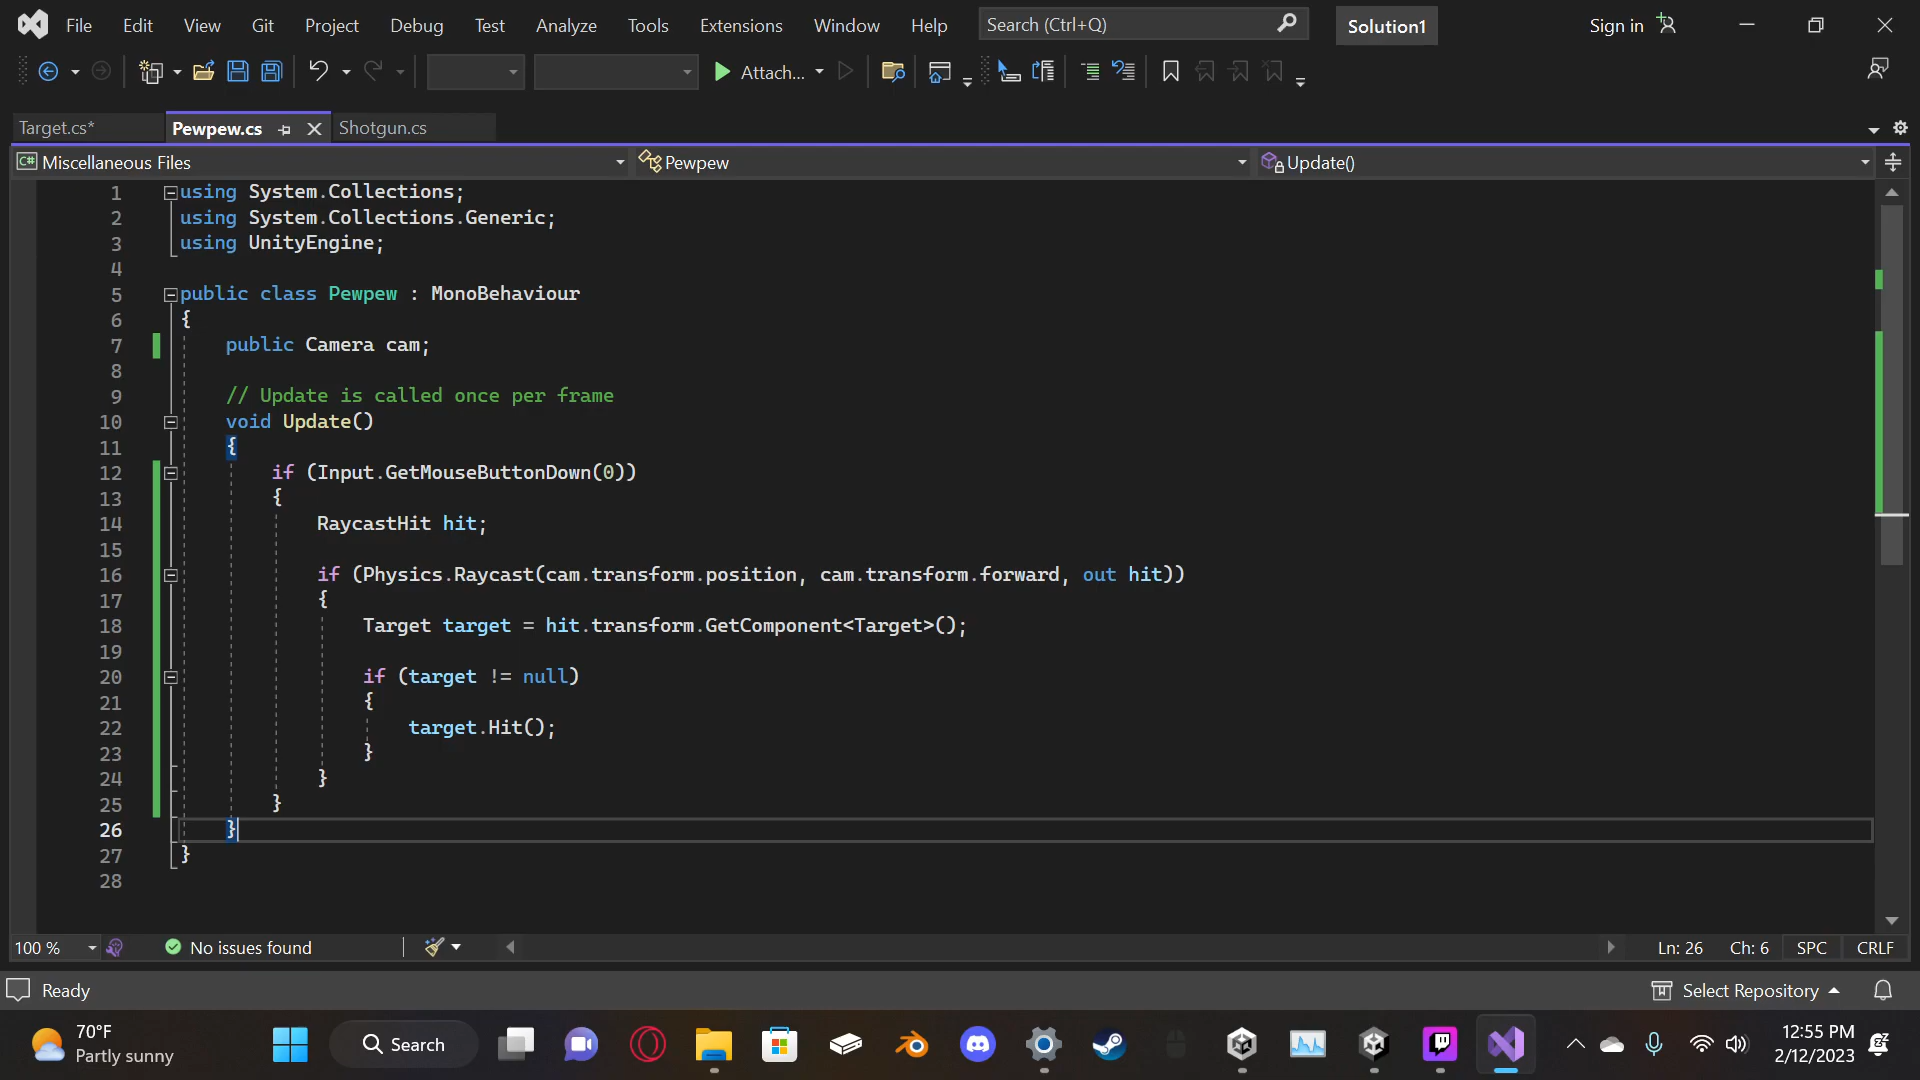 File Edit View Git Project Debug Test Analyze Tools Extensions Window Help Search (Ctrl+Q) Solution1 Sign in
Attach...
Target.cs* Pewpew.cs Shotgun.cs
C# Miscellaneous Files Pewpew Update()
1 using System.Collections;
2 using System.Collections.Generic;
3 using UnityEngine;
4
5 public class Pewpew : MonoBehaviour
6 {
7 public Camera cam;
8
9 // Update is called once per frame
10 void Update()
11 {
12 if (Input.GetMouseButtonDown(0))
13 {
14 RaycastHit hit;
15
16 if (Physics.Raycast(cam.transform.position, cam.transform.forward, out hit))
17 {
18 Target target = hit.transform.GetComponent<Target>();
19
20 if (target != null)
21 {
22 target.Hit();
23 }
24 }
25 }
26 }
27 }
28
100 % No issues found Ln: 26 Ch: 6 SPC CRLF
Ready Select Repository
70°F
Partly sunny
Search
12:55 PM
2/12/2023